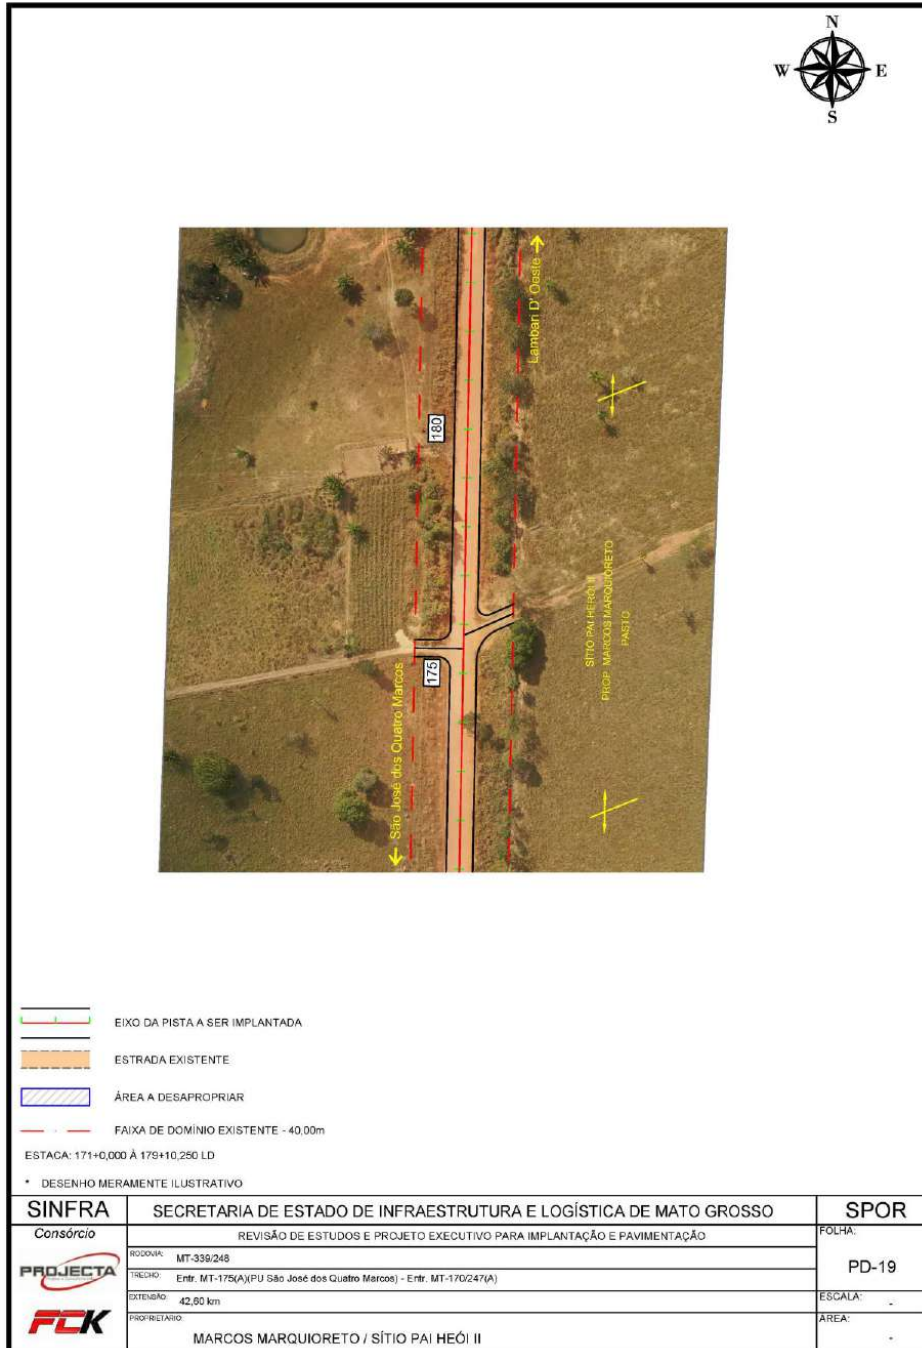 N
W E
S
Lambari D' Oaste
180
SÍTIO PAI HERÓI II
PROP. MARCOS MARQUIORETO
PASTO
175
São José dos Quatro Marcos
EIXO DA PISTA A SER IMPLANTADA
ESTRADA EXISTENTE
ÁREA A DESAPROPRIAR
FAIXA DE DOMÍNIO EXISTENTE - 40,00m
ESTACA: 171+0,000 À 179+10,250 LD
* DESENHO MERAMENTE ILUSTRATIVO
SINFRA
SECRETARIA DE ESTADO DE INFRAESTRUTURA E LOGÍSTICA DE MATO GROSSO
SPOR
Consórcio
REVISÃO DE ESTUDOS E PROJETO EXECUTIVO PARA IMPLANTAÇÃO E PAVIMENTAÇÃO
FOLHA:
PD-19
PROJECTA
RODOVIA: MT-339/248
TRECHO: Entr. MT-175(A)(PU São José dos Quatro Marcos) - Entr. MT-170/247(A)
EXTENSÃO: 42,60 km
ESCALA: -
FCK
PROPRIETÁRIO:
MARCOS MARQUIORETO / SÍTIO PAI HEÓI II
ÁREA:
-